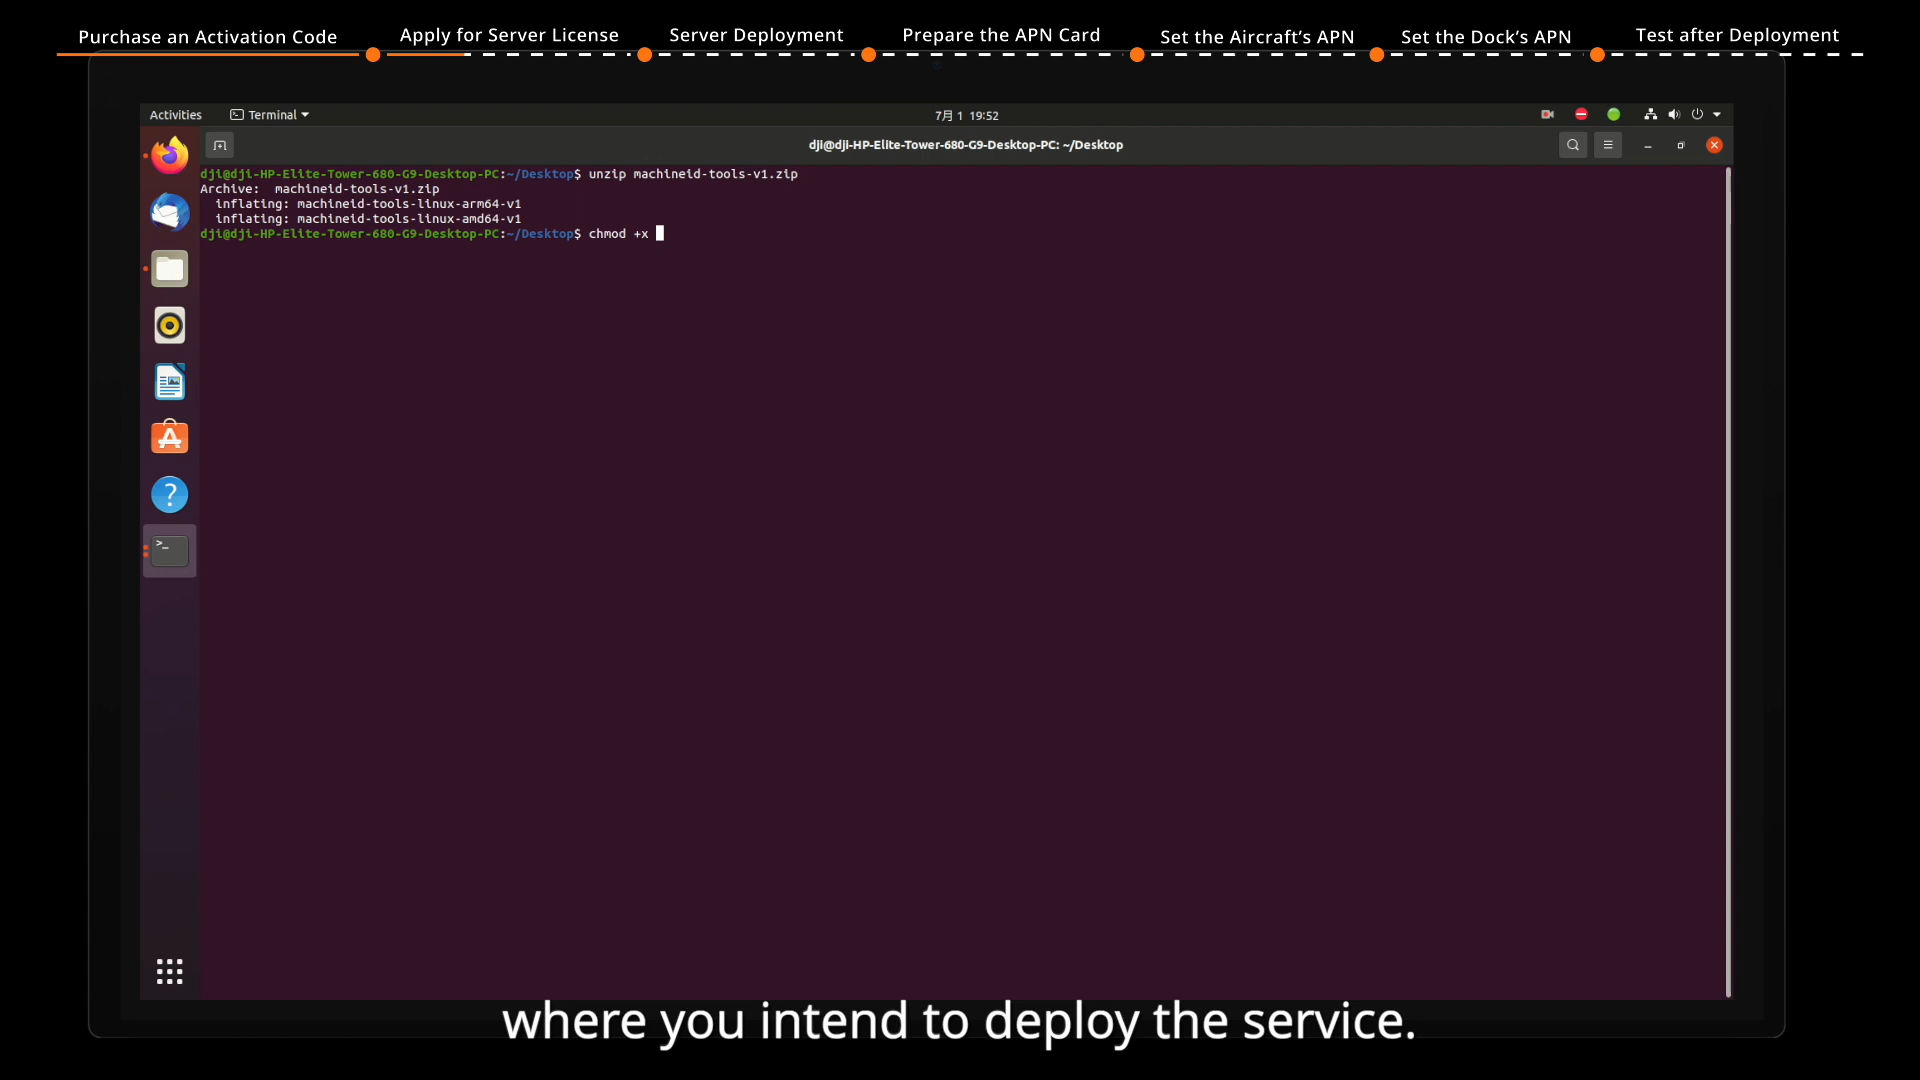 Purchase an Activation Code
Apply for Server License
Server Deployment
Prepare the APN Card
Set the Aircraft’s APN
Set the Dock’s APN
Test after Deployment
Activities
Terminal
7月 1 19:52
dji@dji-HP-Elite-Tower-680-G9-Desktop-PC: ~/Desktop
dji@dji-HP-Elite-Tower-680-G9-Desktop-PC:~/Desktop$ unzip machineid-tools-v1.zip
Archive:  machineid-tools-v1.zip
  inflating: machineid-tools-linux-arm64-v1
  inflating: machineid-tools-linux-amd64-v1
dji@dji-HP-Elite-Tower-680-G9-Desktop-PC:~/Desktop$ chmod +x
where you intend to deploy the service.